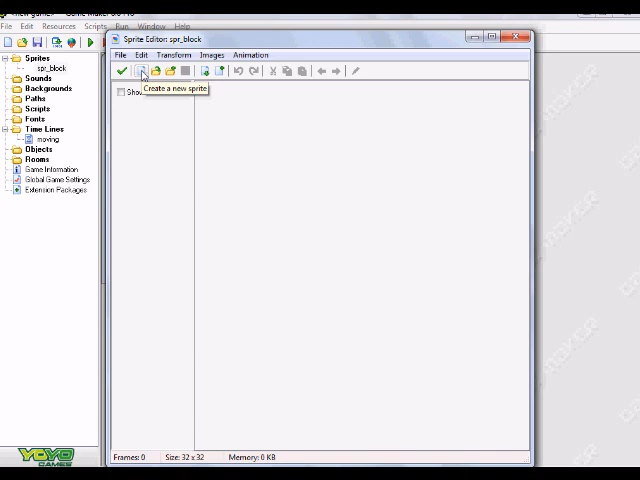 File Edit Resources Scripts Run Window Help
Sprite Editor: spr_block
File Edit Transform Images Animation
Create a new sprite
Sprites
spr_block
Sounds
Backgrounds
Paths
Scripts
Fonts
Time Lines
moving
Objects
Rooms
Game Information
Global Game Settings
Extension Packages
YOYO
GAMES
Frames: 0 Size: 32 x 32 Memory: 0 KB